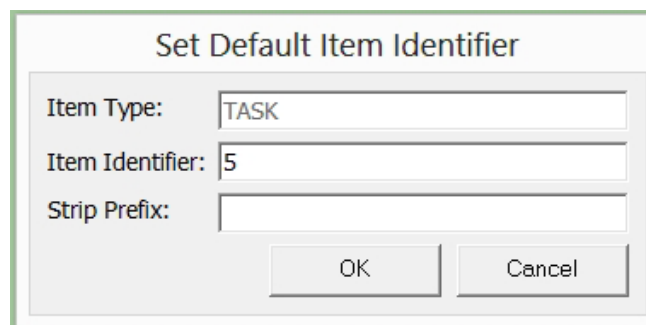 Set Default Item Identifier
Item Type: TASK
Item Identifier: 5
Strip Prefix:
OK Cancel